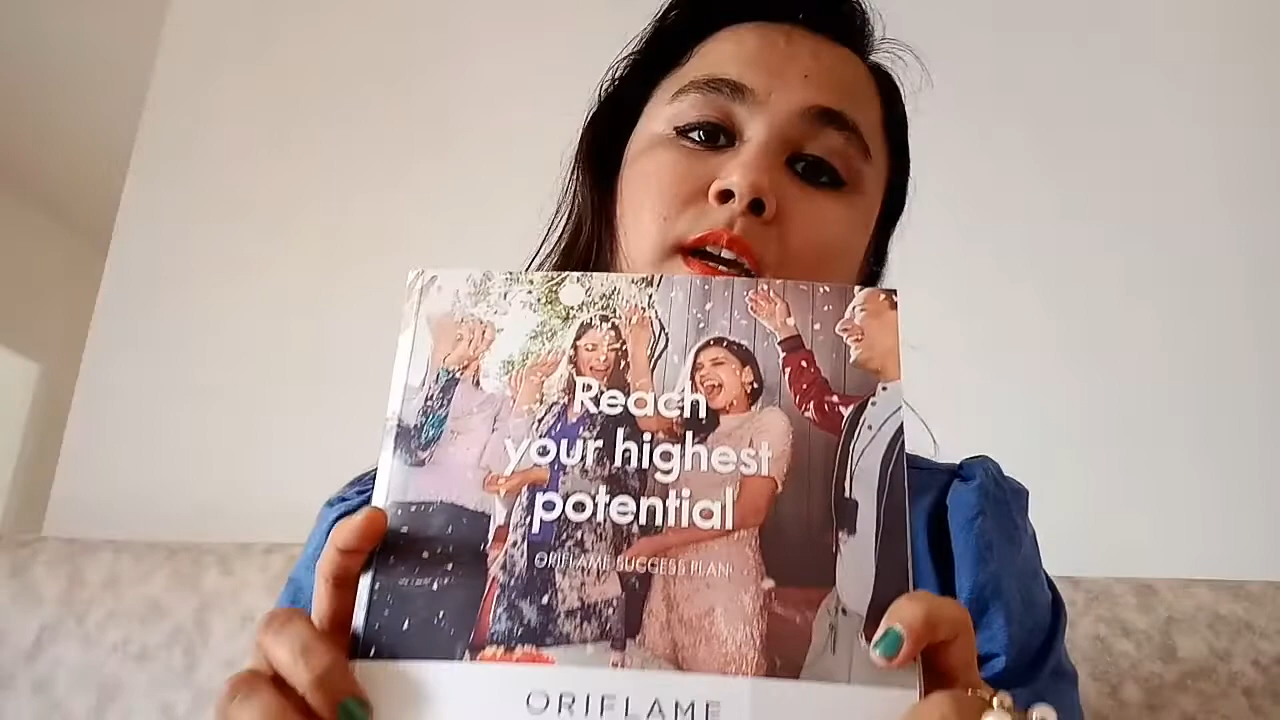 Reach
your highest
potential
ORIFLAME SUCCESS PLAN
ORIFLAME